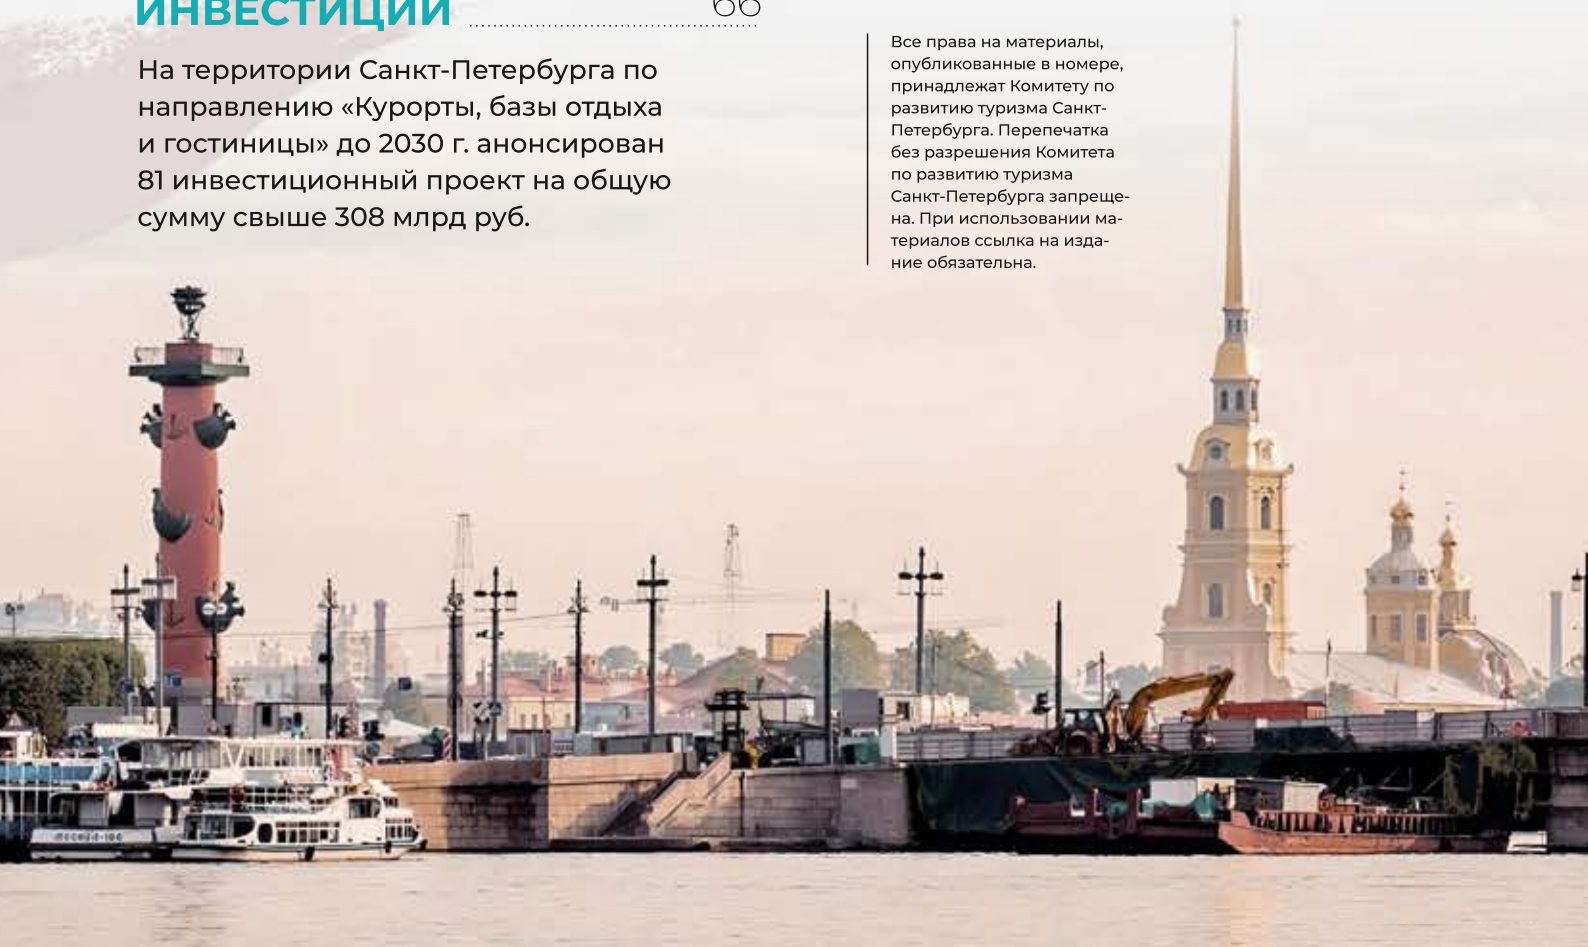 ИНВЕСТИЦИИ 66
На территории Санкт-Петербурга по
направлению «Курорты, базы отдыха
и гостиницы» до 2030 г. анонсирован
81 инвестиционный проект на общую
сумму свыше 308 млрд руб.
Все права на материалы,
опубликованные в номере,
принадлежат Комитету по
развитию туризма Санкт-
Петербурга. Перепечатка
без разрешения Комитета
по развитию туризма
Санкт-Петербурга запреще-
на. При использовании ма-
териалов ссылка на изда-
ние обязательна.